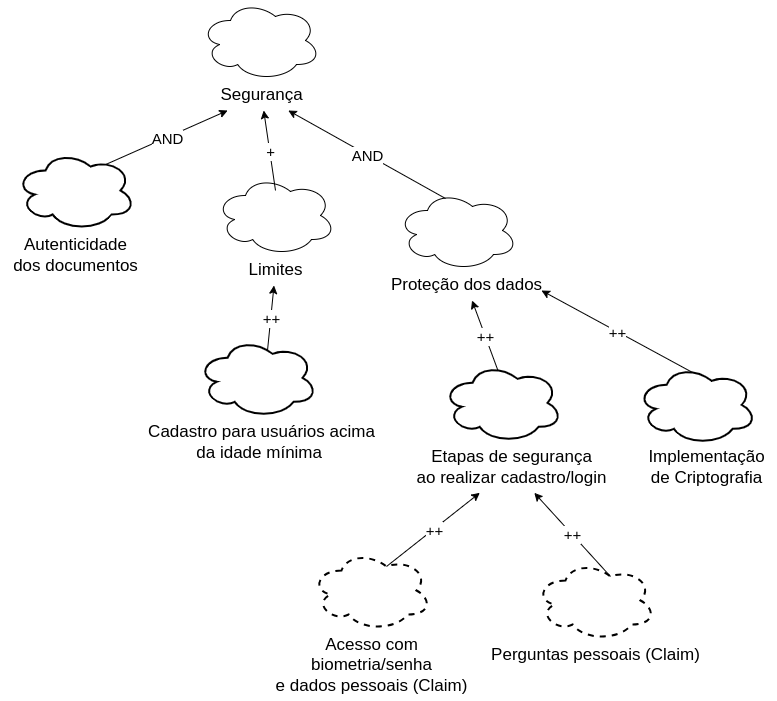 Segurança
AND
+
AND
Autenticidade
dos documentos
Limites
Proteção dos dados
++
++
++
Cadastro para usuários acima
da idade mínima
Etapas de segurança
ao realizar cadastro/login
Implementação
de Criptografia
++
++
Acesso com
biometria/senha
e dados pessoais (Claim)
Perguntas pessoais (Claim)